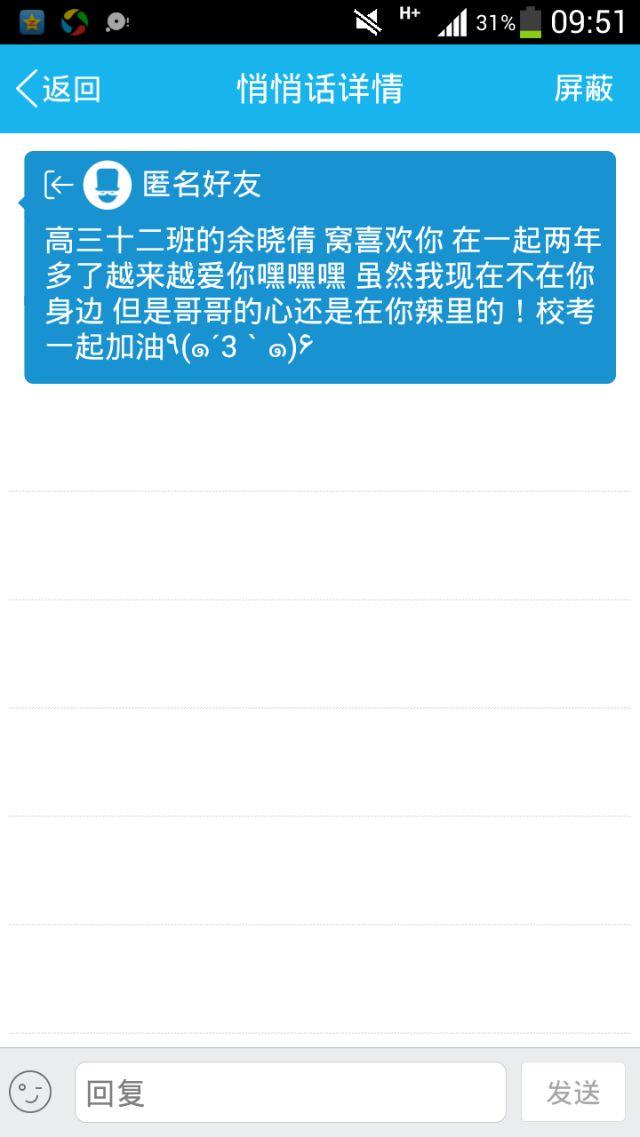 H+ 31% 09:51
返回 悄悄话详情 屏蔽
匿名好友
高三十二班的余晓倩 窝喜欢你 在一起两年
多了越来越爱你嘿嘿嘿 虽然我现在不在你
身边 但是哥哥的心还是在你辣里的！校考
一起加油٩(๑´3｀๑)۶
回复 发送